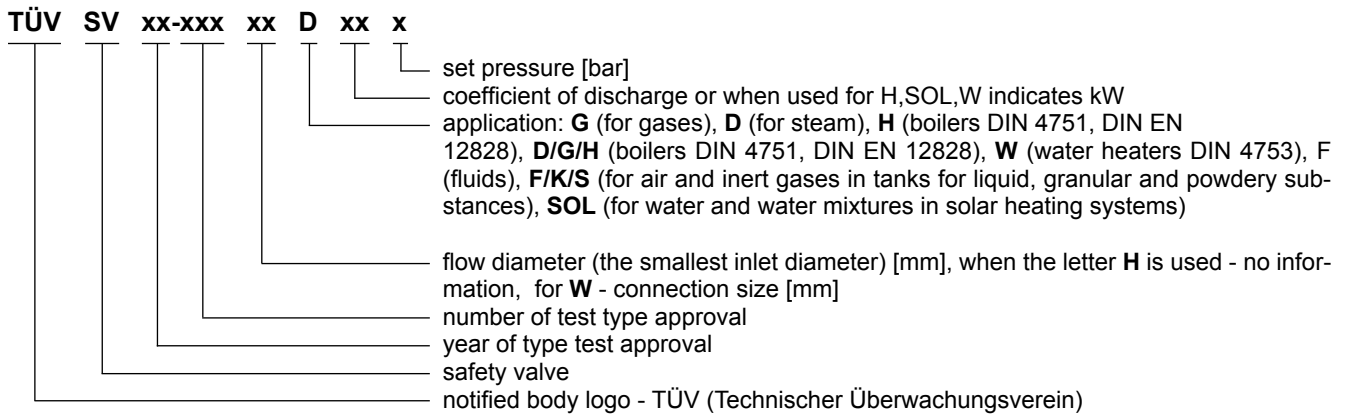 TÜV SV xx-xxx xx D xx x
set pressure [bar]
coefficient of discharge or when used for H,SOL,W indicates kW
application: G (for gases), D (for steam), H (boilers DIN 4751, DIN EN
12828), D/G/H (boilers DIN 4751, DIN EN 12828), W (water heaters DIN 4753), F
(fluids), F/K/S (for air and inert gases in tanks for liquid, granular and powdery sub-
stances), SOL (for water and water mixtures in solar heating systems)
flow diameter (the smallest inlet diameter) [mm], when the letter H is used - no infor-
mation, for W - connection size [mm]
number of test type approval
year of type test approval
safety valve
notified body logo - TÜV (Technischer Überwachungsverein)